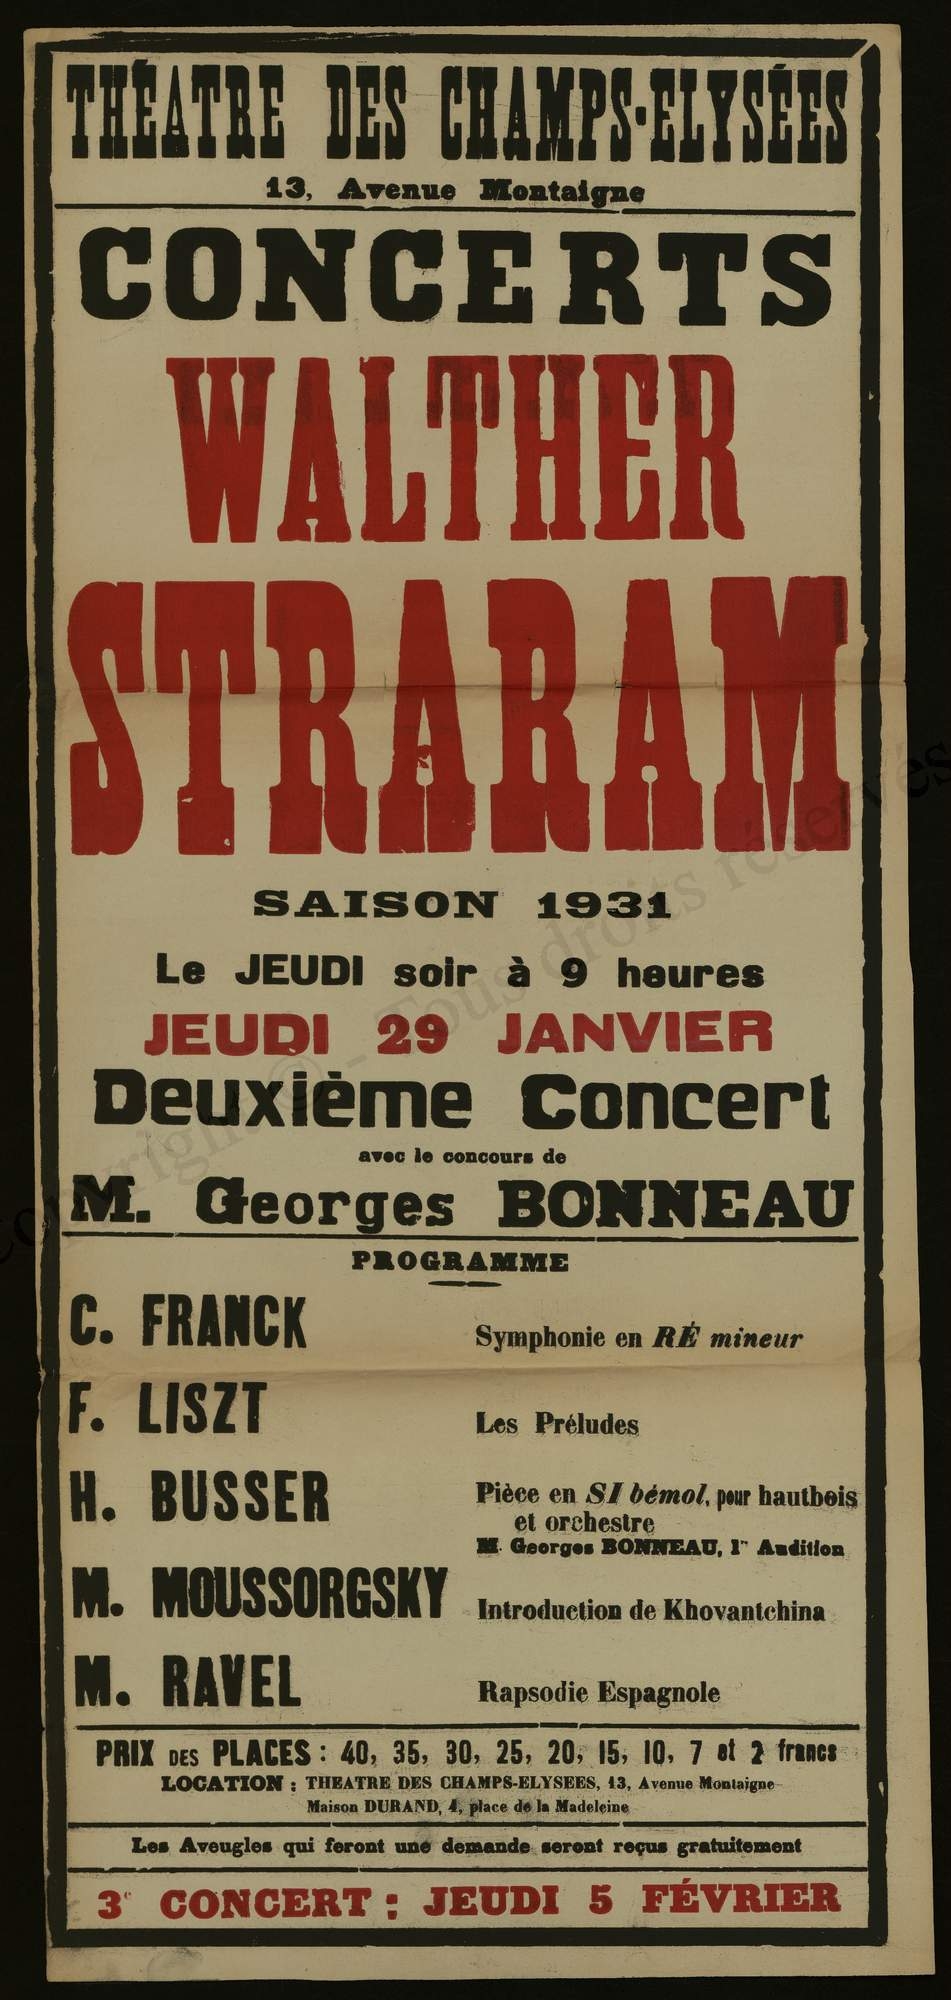 THÉATRE DES CHAMPS-ELYSÉES
13, Avenue Montaigne
CONCERTS
WALTHER
STRARAM
SAISON 1931
Le JEUDI soir à 9 heures
JEUDI 29 JANVIER
Deuxième Concert
avec le concours de
M. Georges BONNEAU
PROGRAMME
C. FRANCK Symphonie en RÉ mineur
F. LISZT Les Préludes
H. BUSSER Pièce en SI bémol, pour hautbois
et orchestre
M. Georges BONNEAU, 1re Audition
M. MOUSSORGSKY Introduction de Khovantchina
M. RAVEL Rapsodie Espagnole
PRIX DES PLACES : 40, 35, 30, 25, 20, 15, 10, 7 et 2 francs
LOCATION : THEATRE DES CHAMPS-ELYSEES, 13, Avenue Montaigne
Maison DURAND, 4, place de la Madeleine
Les Aveugles qui feront une demande seront reçus gratuitement
3e CONCERT : JEUDI 5 FÉVRIER
copyright © - Tous droits réservés